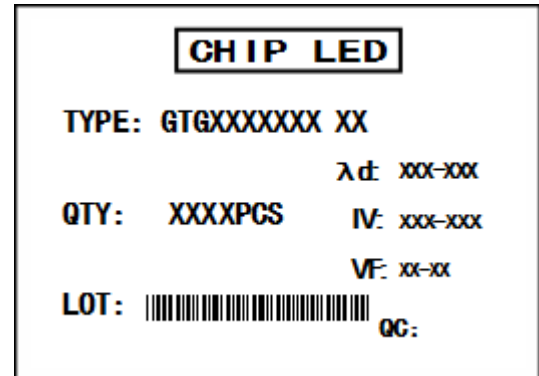 CHIP LED
TYPE: GTGXXXXXXX XX
λd: XXX-XXX
QTY: XXXXPCS
IV: XXX-XXX
VF: XX-XX
LOT:
QC: